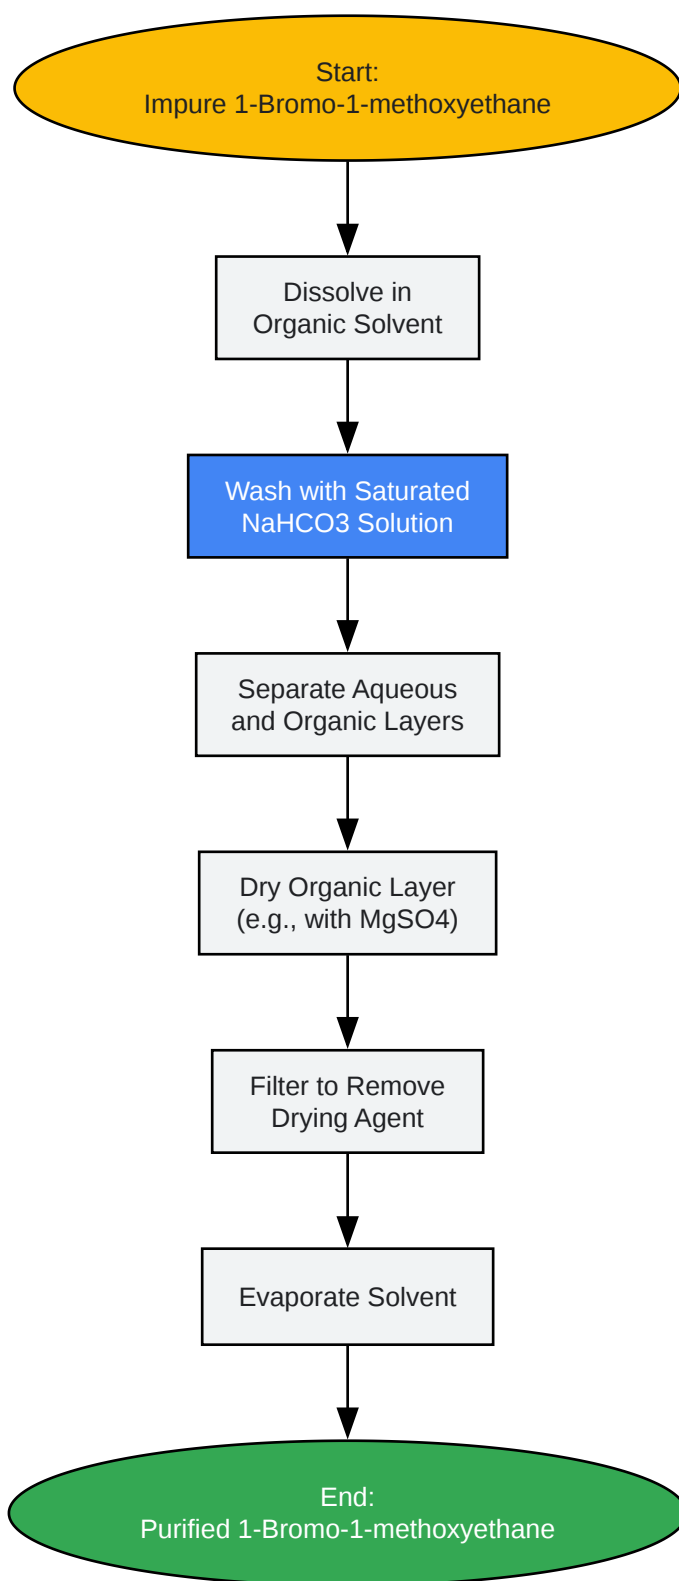 Start:
Impure 1-Bromo-1-methoxyethane
Dissolve in
Organic Solvent
Wash with Saturated
NaHCO3 Solution
Separate Aqueous
and Organic Layers
Dry Organic Layer
(e.g., with MgSO4)
Filter to Remove
Drying Agent
Evaporate Solvent
End:
Purified 1-Bromo-1-methoxyethane